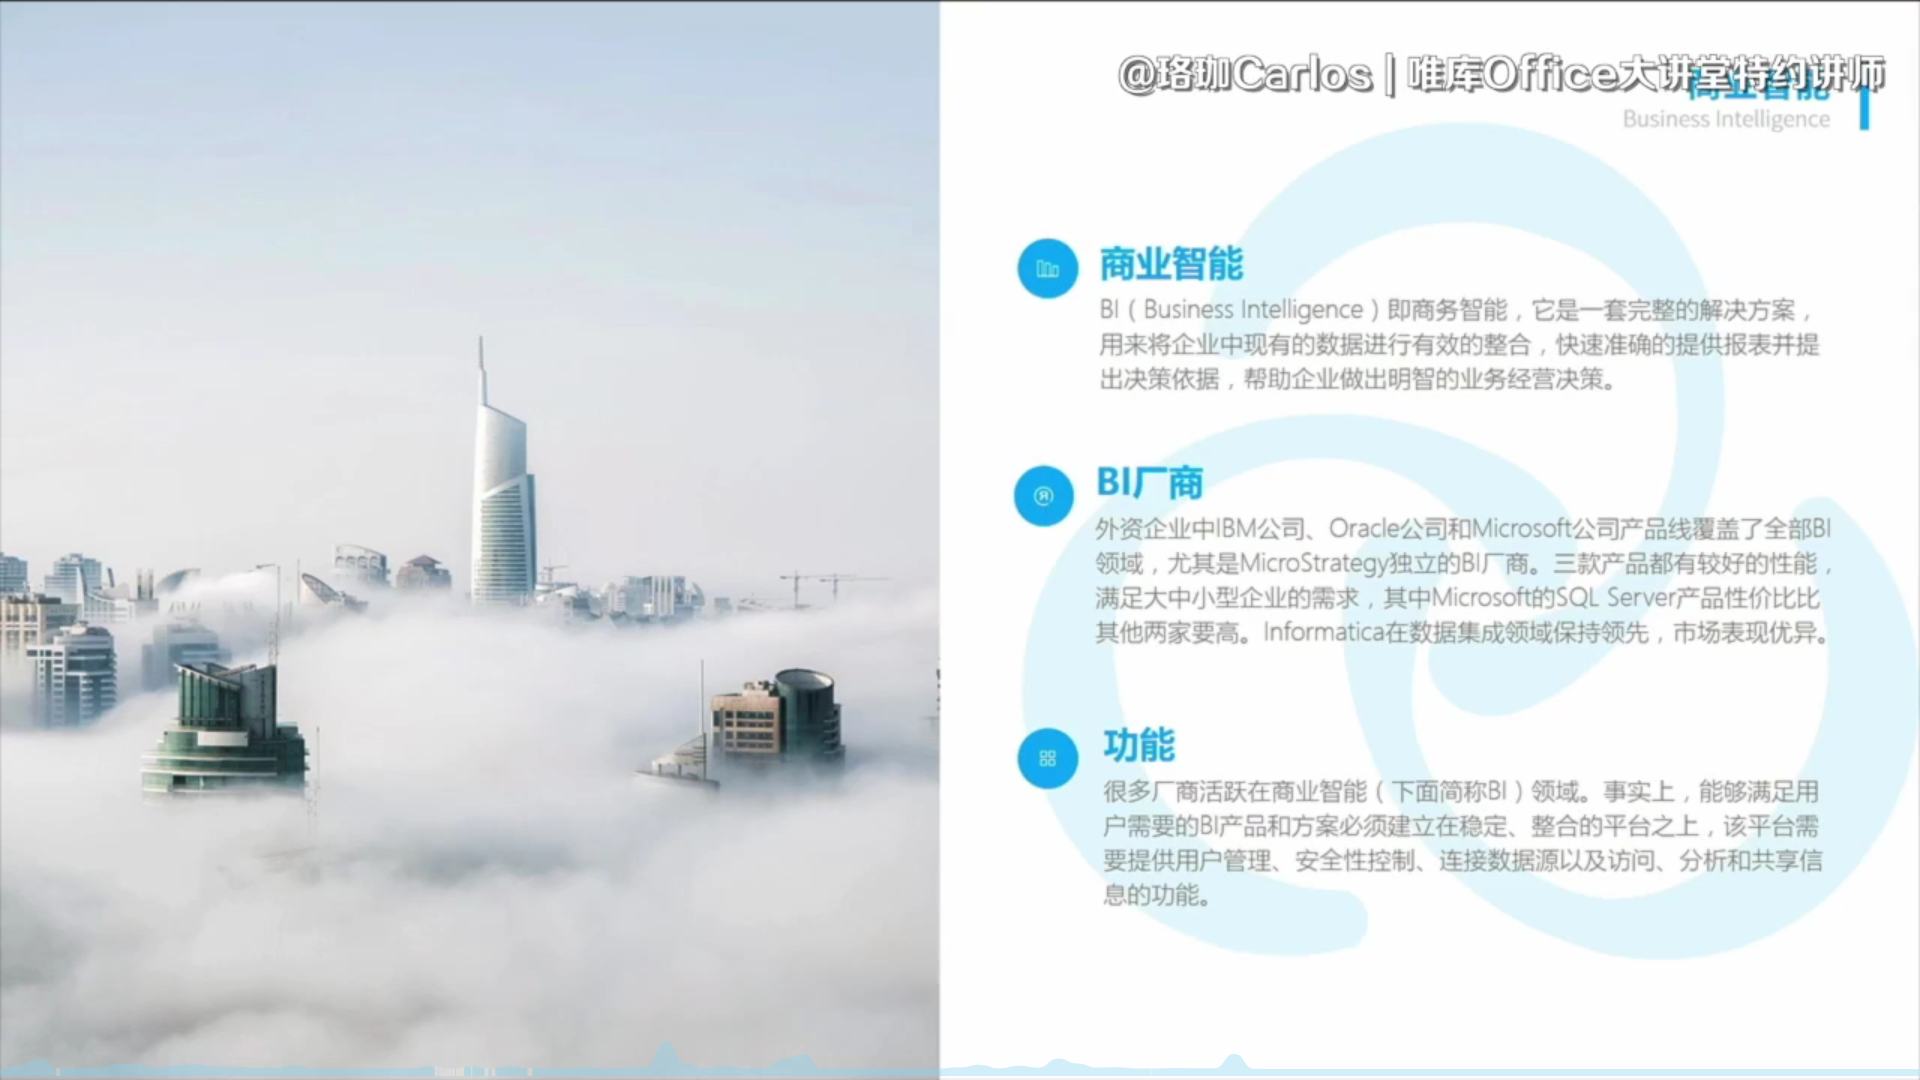 @珞珈Carlos | 唯库Office大讲堂特约讲师
商业智能
Business Intelligence
商业智能
BI（Business Intelligence）即商务智能，它是一套完整的解决方案，
用来将企业中现有的数据进行有效的整合，快速准确的提供报表并提
出决策依据，帮助企业做出明智的业务经营决策。
BI厂商
外资企业中IBM公司、Oracle公司和Microsoft公司产品线覆盖了全部BI
领域，尤其是MicroStrategy独立的BI厂商。三款产品都有较好的性能，
满足大中小型企业的需求，其中Microsoft的SQL Server产品性价比比
其他两家要高。Informatica在数据集成领域保持领先，市场表现优异。
功能
很多厂商活跃在商业智能（下面简称BI）领域。事实上，能够满足用
户需要的BI产品和方案必须建立在稳定、整合的平台之上，该平台需
要提供用户管理、安全性控制、连接数据源以及访问、分析和共享信
息的功能。